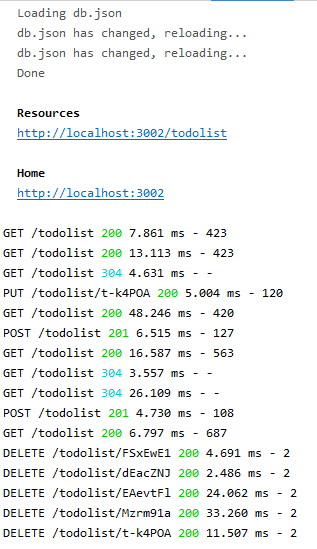 Loading db.json
db.json has changed, reloading...
db.json has changed, reloading...
Done
Resources
http://localhost:3002/todolist
Home
http://localhost:3002
GET /todolist 200 7.861 ms - 423
GET /todolist 200 13.113 ms - 423
GET /todolist 304 4.631 ms - -
PUT /todolist/t-k4POA 200 5.004 ms - 120
GET /todolist 200 48.246 ms - 420
POST /todolist 201 6.515 ms - 127
GET /todolist 200 16.587 ms - 563
GET /todolist 304 3.557 ms - -
GET /todolist 304 26.109 ms - -
POST /todolist 201 4.730 ms - 108
GET /todolist 200 6.797 ms - 687
DELETE /todolist/FSxEwE1 200 4.691 ms - 2
DELETE /todolist/dEacZNJ 200 2.486 ms - 2
DELETE /todolist/EAevtFl 200 24.062 ms - 2
DELETE /todolist/Mzrm91a 200 33.260 ms - 2
DELETE /todolist/t-k4POA 200 11.507 ms - 2